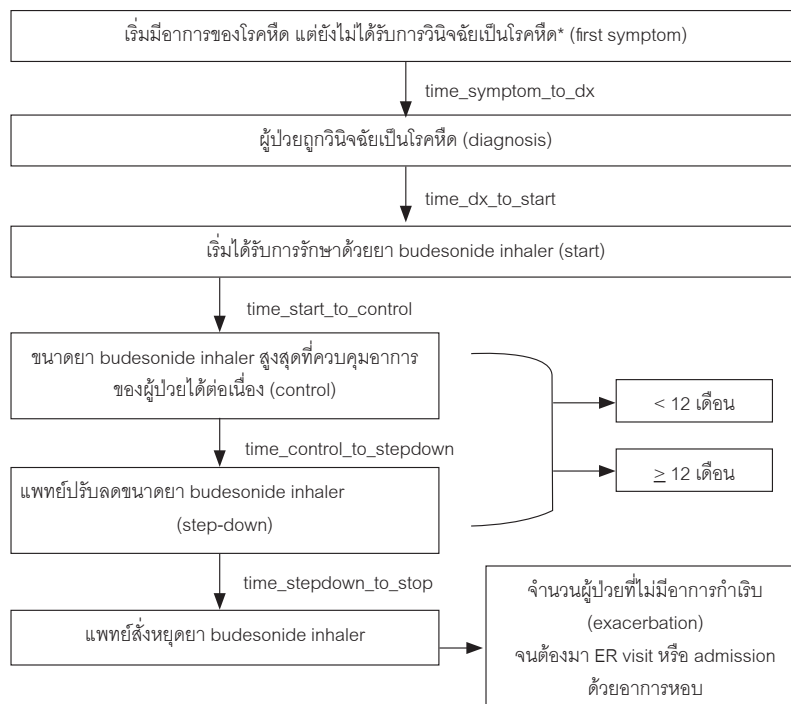 เริ่มมีอาการของโรคหืด แต่ยังไม่ได้รับการวินิจฉัยเป็นโรคหืด* (first symptom)
time_symptom_to_dx
ผู้ป่วยถูกวินิจฉัยเป็นโรคหืด (diagnosis)
time_dx_to_start
เริ่มได้รับการรักษาด้วยยา budesonide inhaler (start)
time_start_to_control
ขนาดยา budesonide inhaler สูงสุดที่ควบคุมอาการ
ของผู้ป่วยได้ต่อเนื่อง (control)
< 12 เดือน
time_control_to_stepdown
≥ 12 เดือน
แพทย์ปรับลดขนาดยา budesonide inhaler
(step-down)
time_stepdown_to_stop
แพทย์สั่งหยุดยา budesonide inhaler
จำนวนผู้ป่วยที่ไม่มีอาการกำเริบ
(exacerbation)
จนต้องมา ER visit หรือ admission
ด้วยอาการหอบ